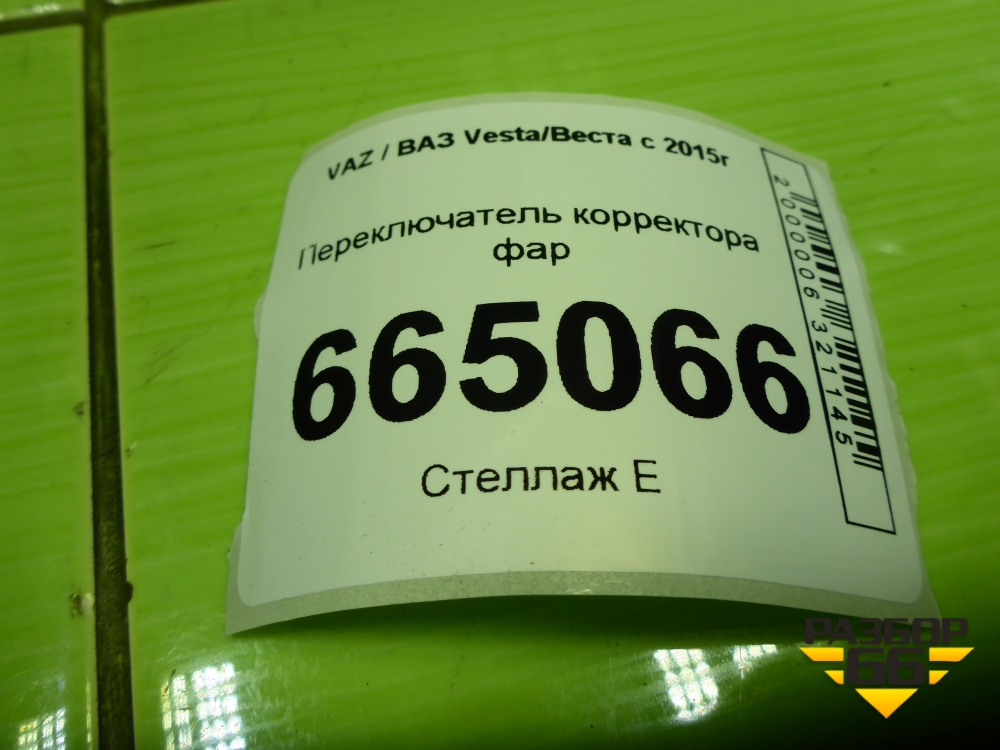 VAZ / ВАЗ Vesta/Веста с 2015г
Переключатель корректора
фар
665066
Стеллаж Е
2000006321145
РАЗБОР
66